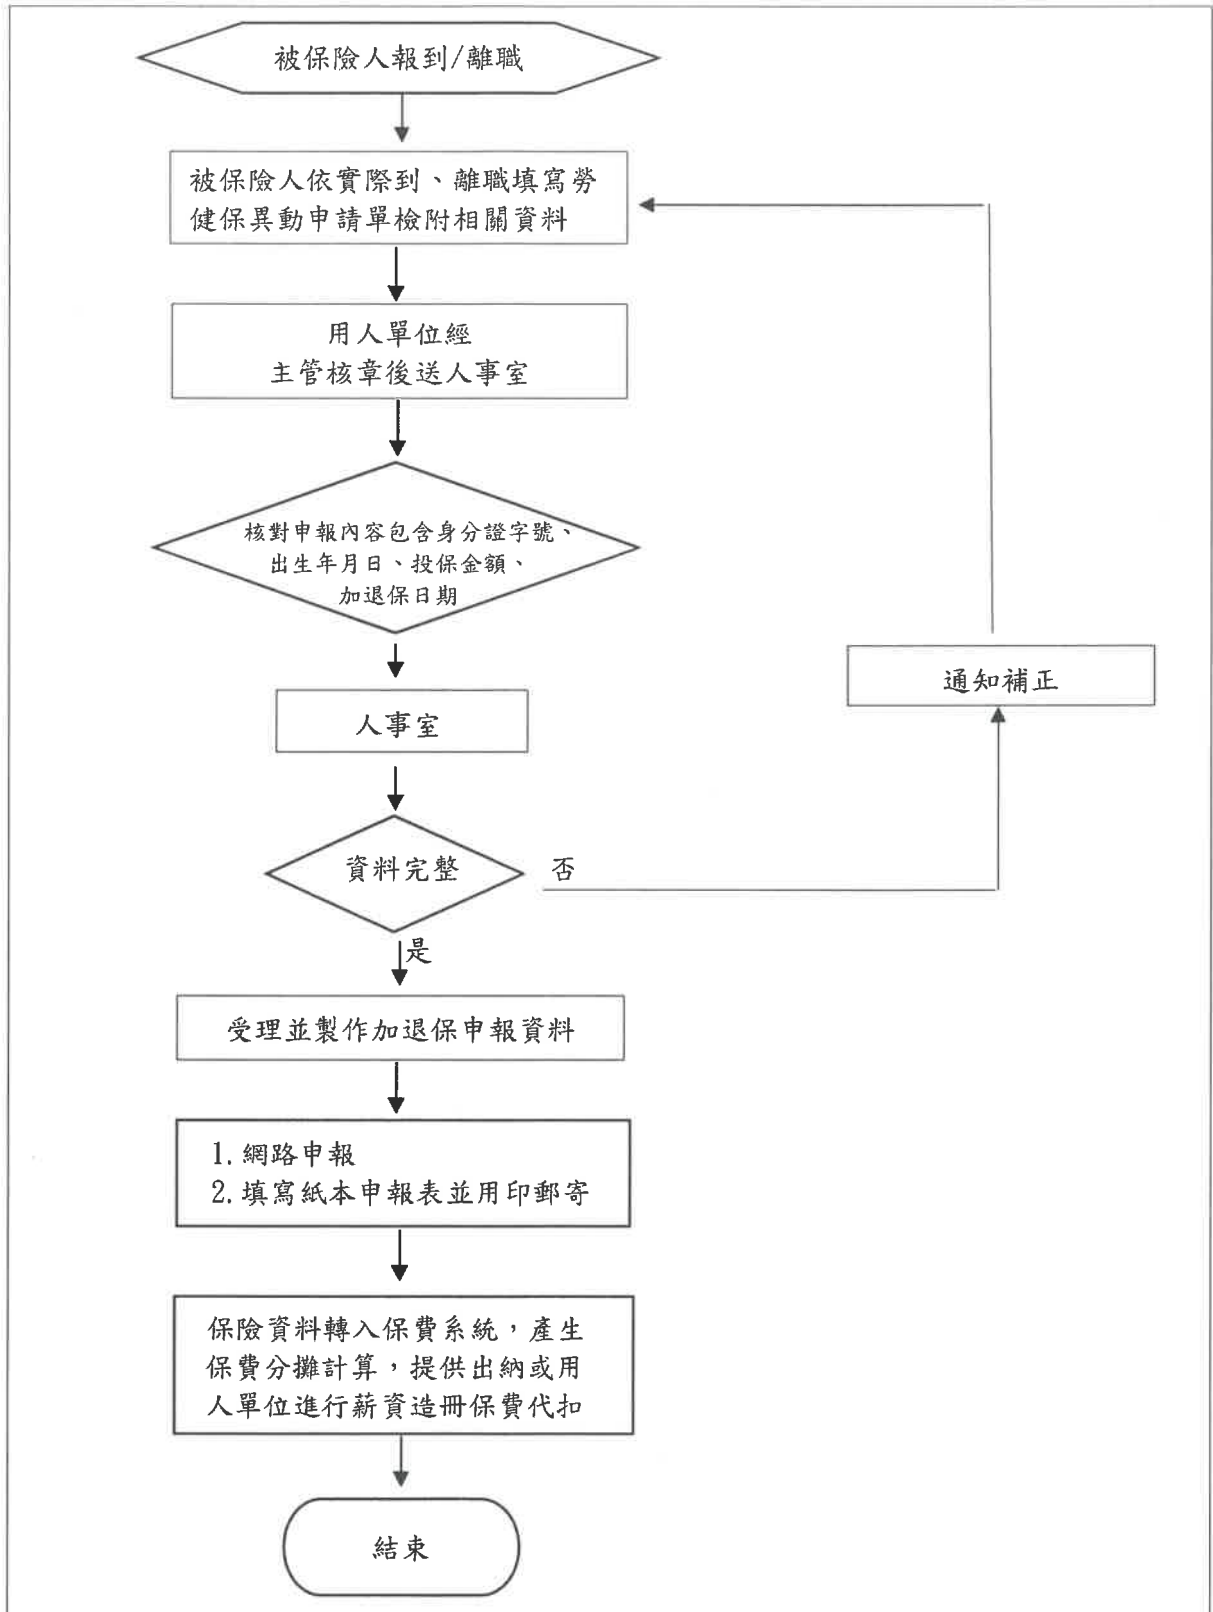 被保險人報到/離職
被保險人依實際到、離職填寫勞
健保異動申請單檢附相關資料
用人單位經
主管核章後送人事室
核對申報內容包含身分證字號、
出生年月日、投保金額、
加退保日期
人事室
通知補正
資料完整
否
是
受理並製作加退保申報資料
1. 網路申報
2. 填寫紙本申報表並用印郵寄
保險資料轉入保費系統，產生
保費分攤計算，提供出納或用
人單位進行薪資造冊保費代扣
結束